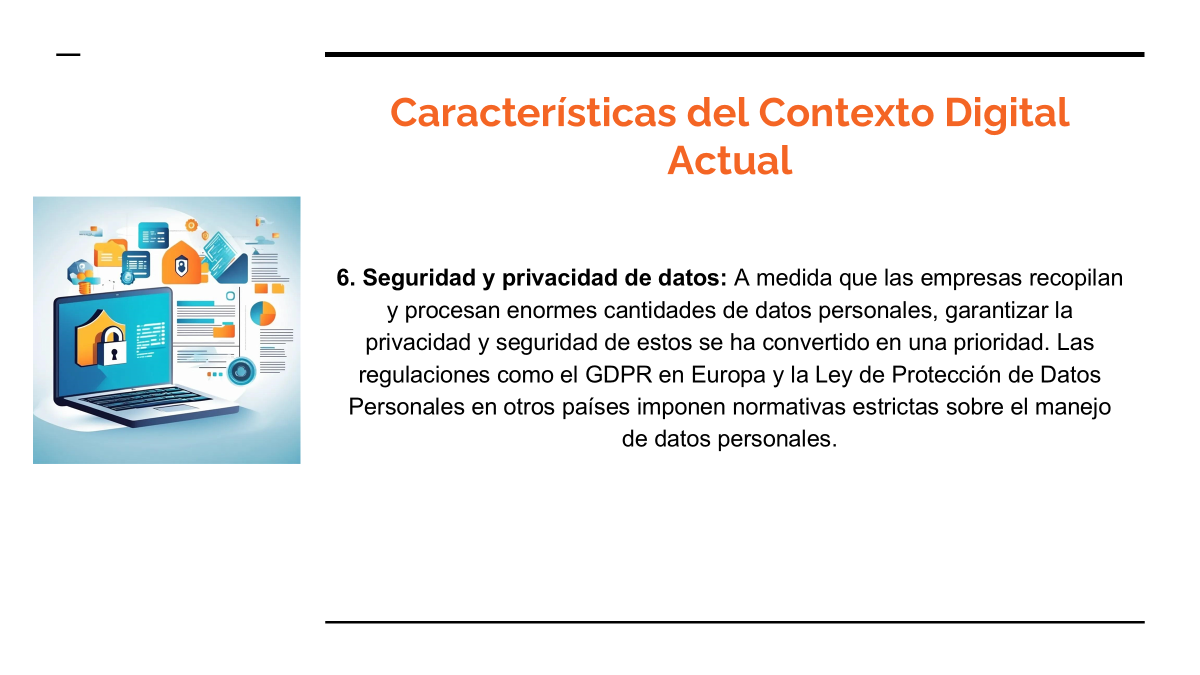 Características del Contexto Digital
Actual
6. Seguridad y privacidad de datos: A medida que las empresas recopilan
y procesan enormes cantidades de datos personales, garantizar la
privacidad y seguridad de estos se ha convertido en una prioridad. Las
regulaciones como el GDPR en Europa y la Ley de Protección de Datos
Personales en otros países imponen normativas estrictas sobre el manejo
de datos personales.